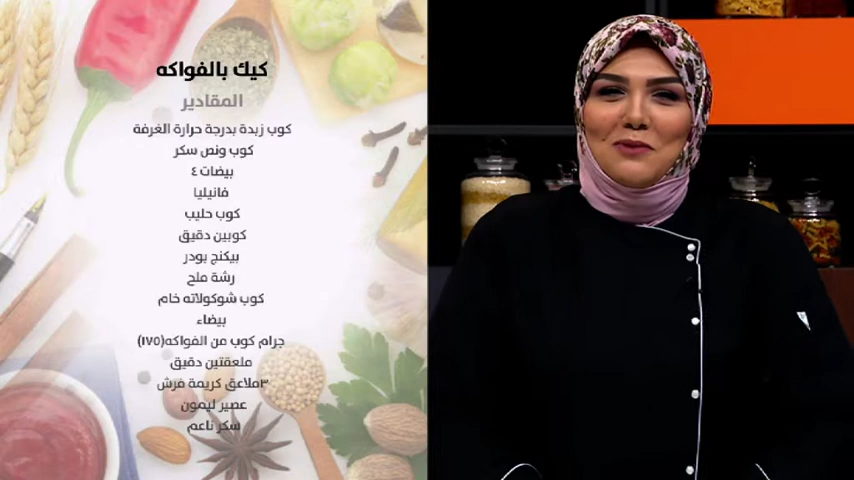 كيك بالفواكه
المقادير
كوب زبدة بدرجة حرارة الغرفة
كوب ونص سكر
بيضات ٤
فانيليا
كوب حليب
كوبين دقيق
بيكنج بودر
رشة ملح
كوب شوكولاته خام
بيضاء
جرام كوب من الفواكه(١٧٥)
ملعقتين دقيق
٣ملاعق كريمة فرش
عصير ليمون
سكر ناعم